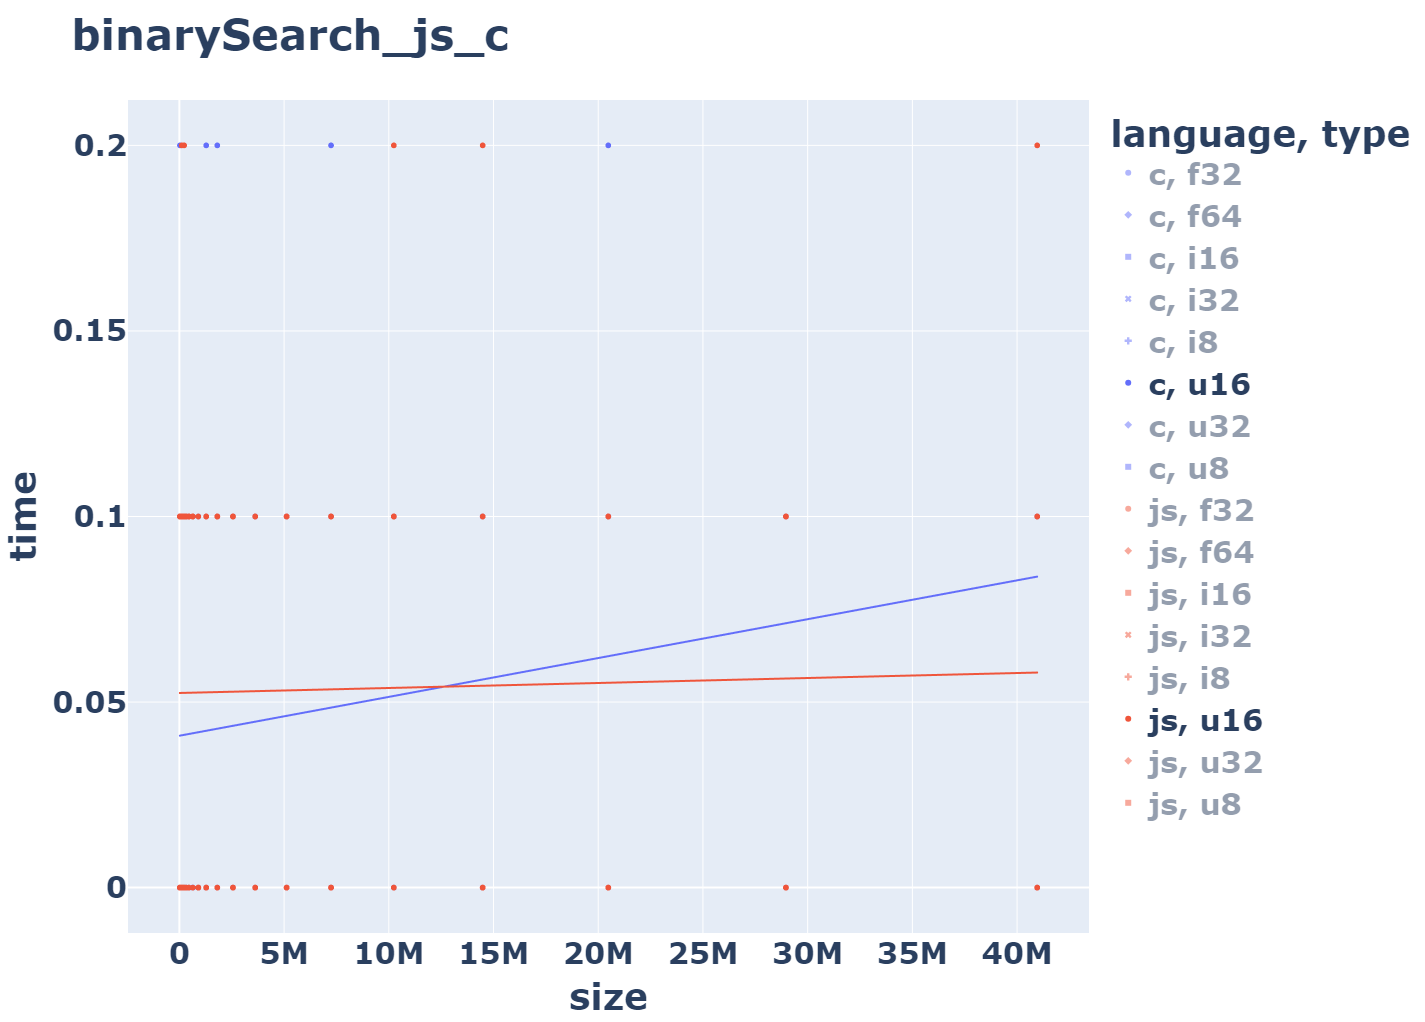 binarySearch_js_c
language, type
c, f32
c, f64
c, i16
c, i32
c, i8
c, u16
c, u32
c, u8
js, f32
js, f64
js, i16
js, i32
js, i8
js, u16
js, u32
js, u8
time
0.2
0.15
0.1
0.05
0
0 5M 10M 15M 20M 25M 30M 35M 40M
size